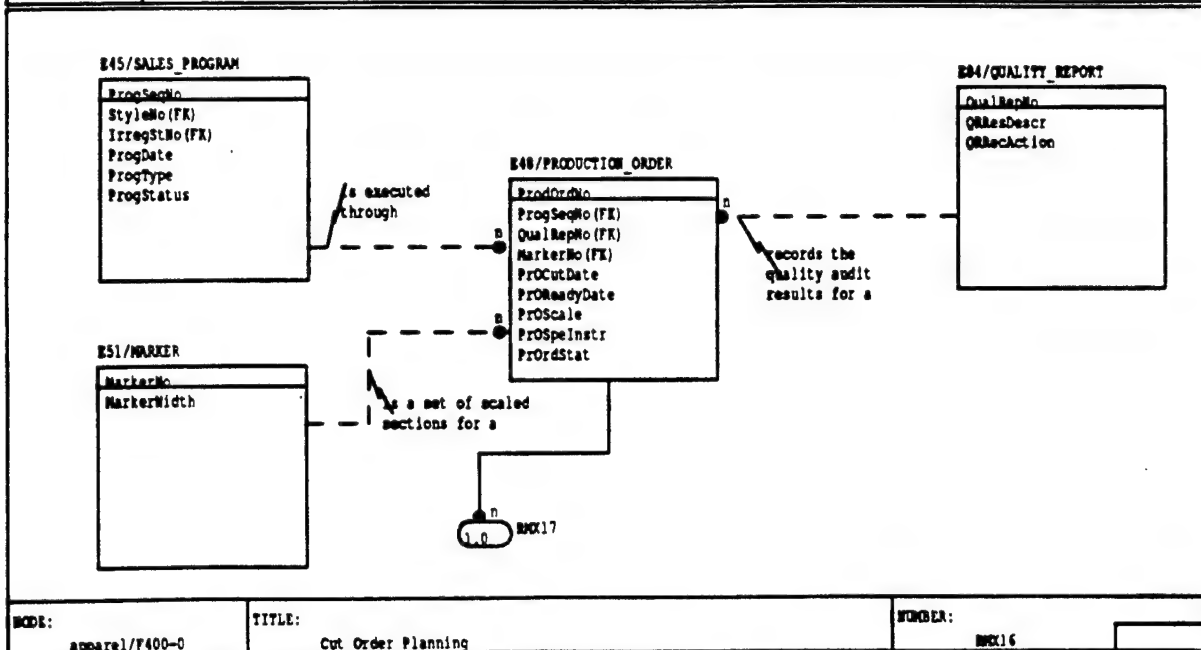 E45/SALES_PROGRAM
ProgSeqNo
StyleNo(FK)
IrregStNo(FK)
ProgDate
ProgType
ProgStatus
is executed
through
n
E48/PRODUCTION_ORDER
ProdOrdNo
ProgSeqNo(FK)
QualRepNo(FK)
MarkerNo(FK)
PrOCutDate
PrOReadyDate
PrOScale
PrOSpeInstr
PrOrdStat
n
E84/QUALITY_REPORT
QualRepNo
QRResDescr
QRRecAction
records the
quality audit
results for a
n
E51/MARKER
MarkerNo
MarkerWidth
is a set of scaled
sections for a
n
1.0
RMX17
NODE:
apparel/F400-0
TITLE:
Cut Order Planning
NUMBER:
RMX16